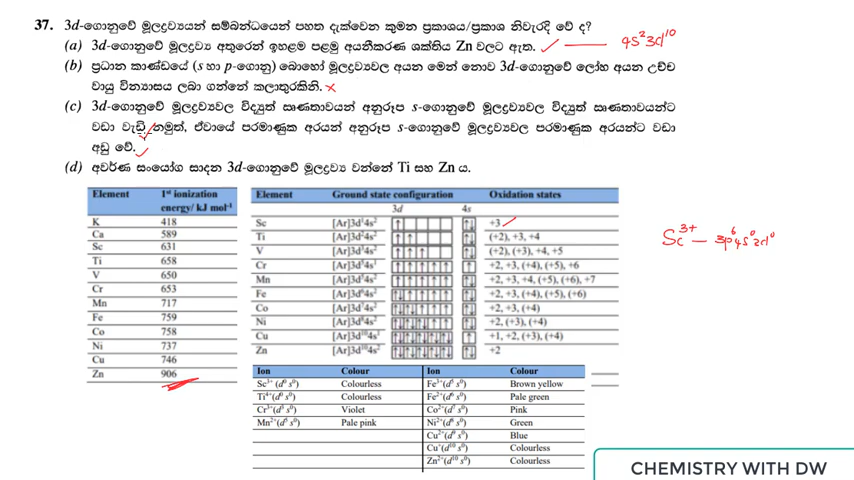 37. 3d-ගොනුවේ මූලද්‍රව්‍යයන් සම්බන්ධයෙන් පහත දැක්වෙන කුමන ප්‍රකාශය/ප්‍රකාශ නිවැරදි වේ ද?
(a) 3d-ගොනුවේ මූලද්‍රව්‍ය අතුරෙන් ඉහළම පළමු අයනීකරණ ශක්තිය Zn වලට ඇත. ✓ 4s² 3d¹⁰
(b) ප්‍රධාන කාණ්ඩයේ (s හා p-ගොනු) බොහෝ මූලද්‍රව්‍යවල අයන මෙන් නොව 3d-ගොනුවේ ලෝහ අයන උච්ච
වායු වින්‍යාසය ලබා ගන්නේ කලාතුරකිනි. ×
(c) 3d-ගොනුවේ මූලද්‍රව්‍යවල විද්‍යුත් ඍණතාවයන් අනුරූප s-ගොනුවේ මූලද්‍රව්‍යවල විද්‍යුත් ඍණතාවයන්ට
වඩා වැඩි නමුත්, ඒවායේ පරමාණුක අරයන් අනුරූප s-ගොනුවේ මූලද්‍රව්‍යවල පරමාණුක අරයන්ට වඩා
අඩු වේ. ✓
(d) අවර්ණ සංයෝග සාදන 3d-ගොනුවේ මූලද්‍රව්‍ය වන්නේ Ti සහ Zn ය.
Element 1st ionization
energy/ kJ mol⁻¹
K 418
Ca 589
Sc 631
Ti 658
V 650
Cr 653
Mn 717
Fe 759
Co 758
Ni 737
Cu 746
Zn 906
Element Ground state configuration Oxidation states
3d 4s
Sc [Ar]3d¹4s² +3
Ti [Ar]3d²4s² (+2), +3, +4
V [Ar]3d³4s² (+2), (+3), +4, +5
Cr [Ar]3d⁵4s¹ +2, +3, (+4), (+5), +6
Mn [Ar]3d⁵4s² +2, +3, +4, (+5), (+6), +7
Fe [Ar]3d⁶4s² +2, +3, (+4), (+5), (+6)
Co [Ar]3d⁷4s² +2, +3, (+4)
Ni [Ar]3d⁸4s² +2, (+3), (+4)
Cu [Ar]3d¹⁰4s¹ +1, +2, (+3), (+4)
Zn [Ar]3d¹⁰4s² +2
Sc³⁺ – 3p⁶ 4s⁰ 3d⁰
Ion Colour Ion Colour
Sc³⁺ (d⁰ s⁰) Colourless Fe³⁺(d⁵ s⁰) Brown yellow
Ti⁴⁺(d⁰ s⁰) Colourless Fe²⁺(d⁶ s⁰) Pale green
Cr³⁺(d³ s⁰) Violet Co²⁺(d⁷ s⁰) Pink
Mn²⁺(d⁵ s⁰) Pale pink Ni²⁺(d⁸ s⁰) Green
Cu²⁺(d⁹ s⁰) Blue
Cu⁺(d¹⁰ s⁰) Colourless
Zn²⁺(d¹⁰ s⁰) Colourless
CHEMISTRY WITH DW